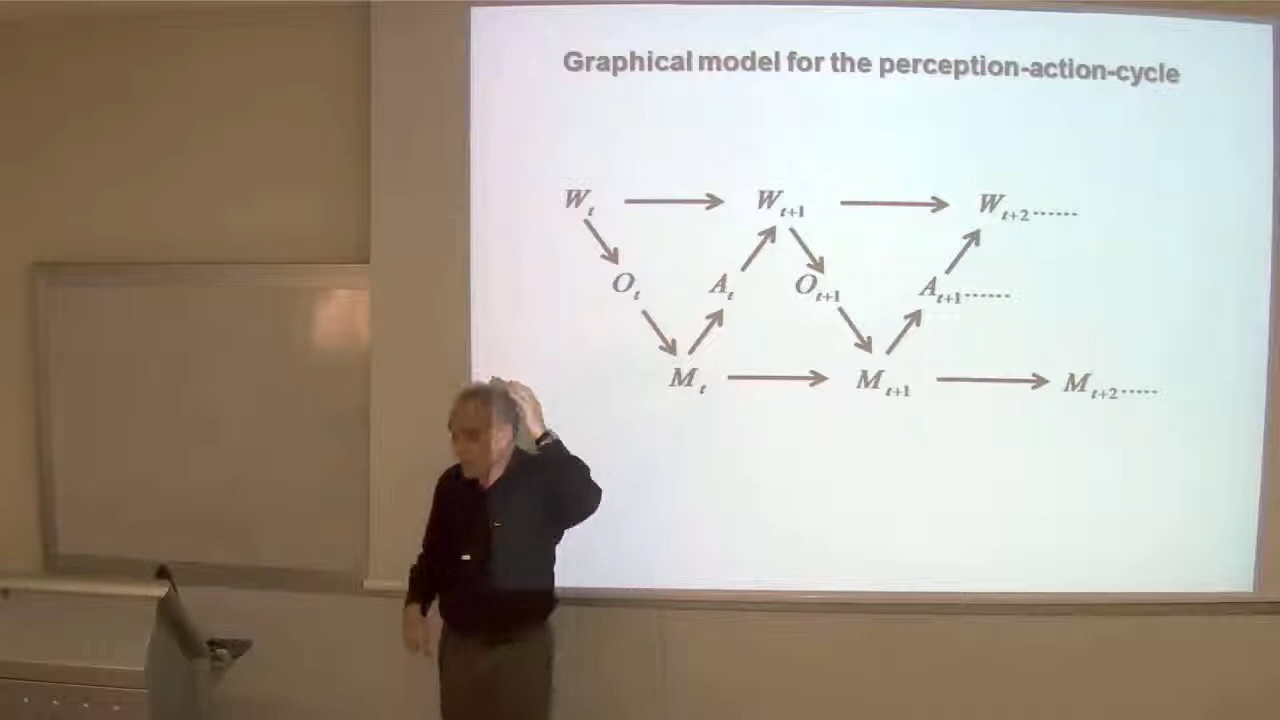 Graphical model for the perception-action-cycle
W_t W_{t+1} W_{t+2}......
O_t A_t O_{t+1} A_{t+1}......
M_t M_{t+1} M_{t+2}.....